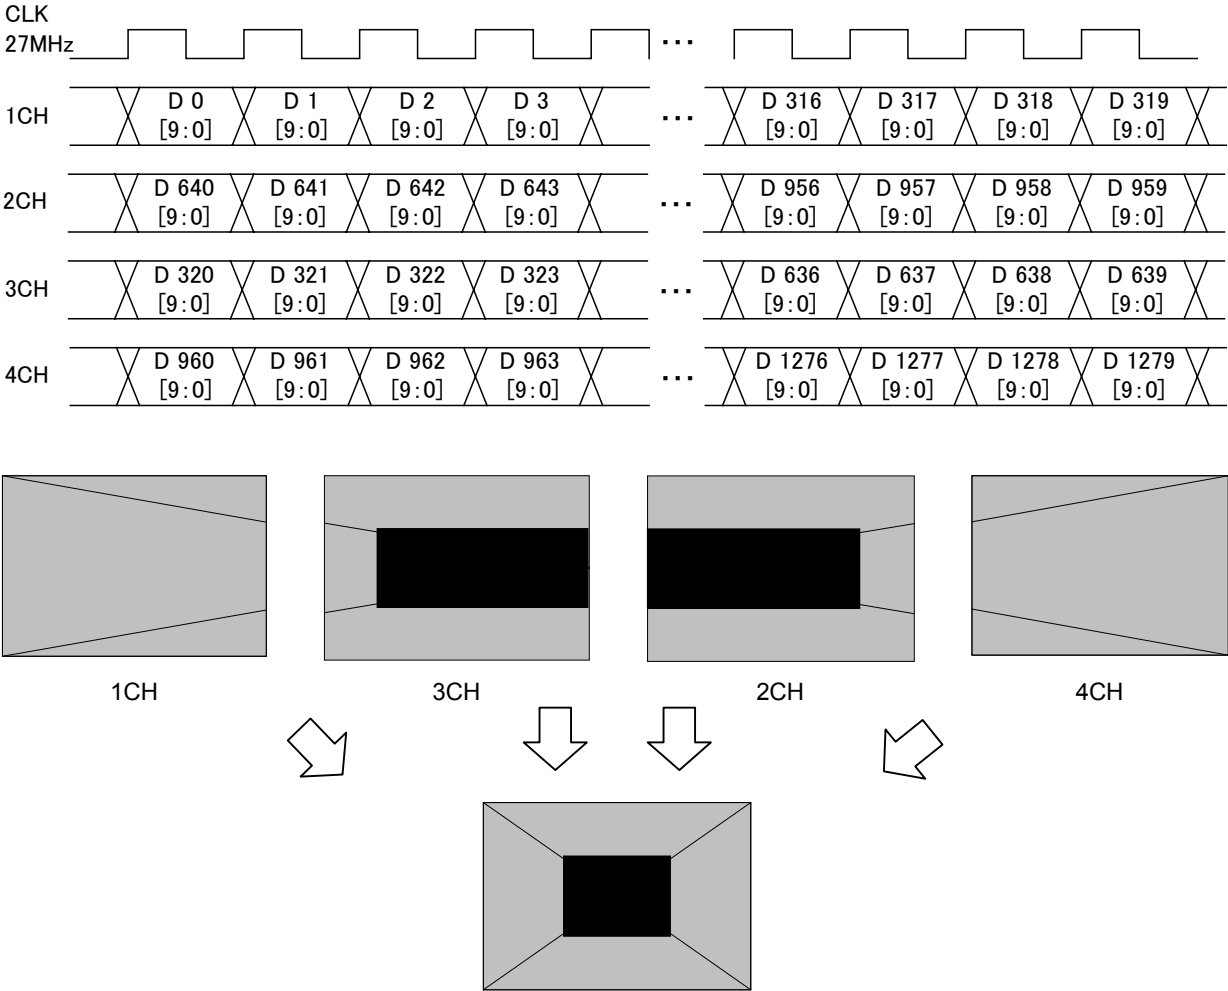 CLK
27MHz
...
1CH
D 0 D 1 D 2 D 3 ... D 316 D 317 D 318 D 319
[9:0] [9:0] [9:0] [9:0] [9:0] [9:0] [9:0] [9:0]
2CH
D 640 D 641 D 642 D 643 ... D 956 D 957 D 958 D 959
[9:0] [9:0] [9:0] [9:0] [9:0] [9:0] [9:0] [9:0]
3CH
D 320 D 321 D 322 D 323 ... D 636 D 637 D 638 D 639
[9:0] [9:0] [9:0] [9:0] [9:0] [9:0] [9:0] [9:0]
4CH
D 960 D 961 D 962 D 963 ... D 1276 D 1277 D 1278 D 1279
[9:0] [9:0] [9:0] [9:0] [9:0] [9:0] [9:0] [9:0]
1CH 3CH 2CH 4CH